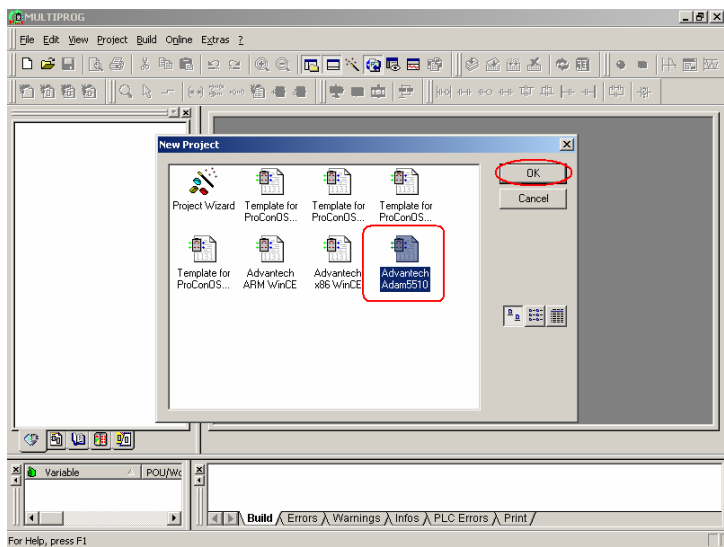 MULTIPROG
File Edit View Project Build Online Extras ?
New Project
Project Wizard
Template for ProConOS...
Template for ProConOS...
Template for ProConOS...
OK
Cancel
Template for ProConOS...
Advantech ARM WinCE
Advantech x86 WinCE
Advantech Adam5510
Variable
POU/Wo
Build
Errors
Warnings
Infos
PLC Errors
Print
For Help, press F1